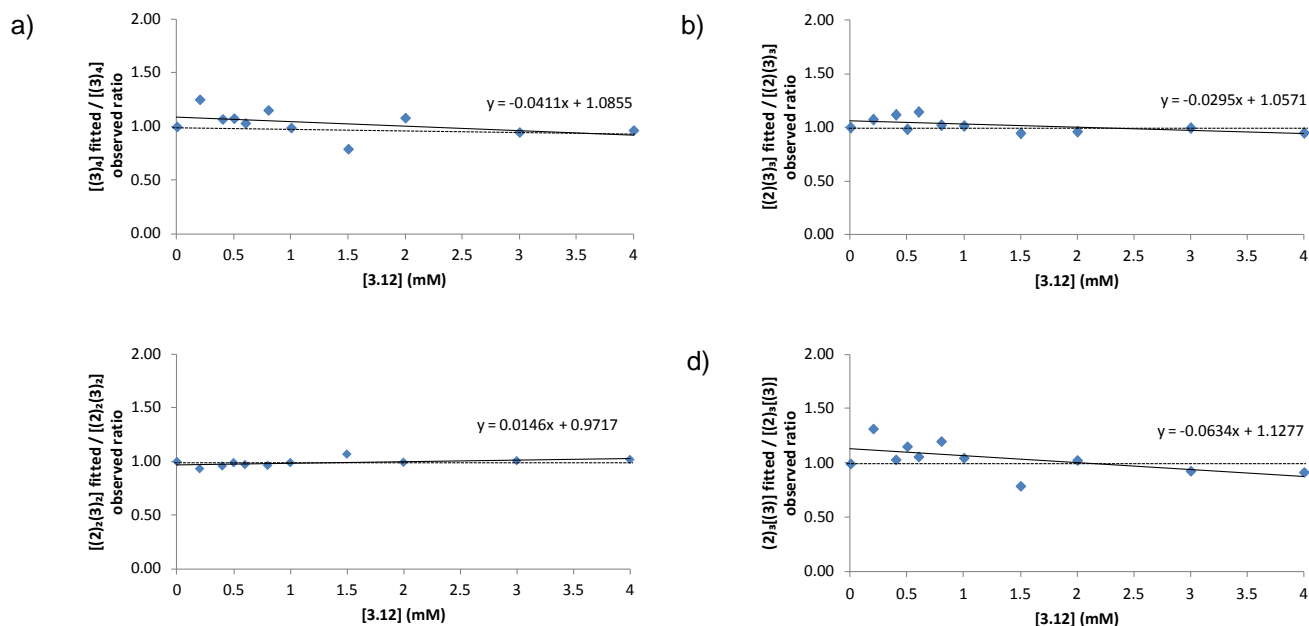 a)
[(3)₄] fitted / [(3)₄]
observed ratio
2.00
1.50
1.00
0.50
0.00
y = -0.0411x + 1.0855
0 0.5 1 1.5 2 2.5 3 3.5 4
[3.12] (mM)
b)
[(2)(3)₃] fitted / [(2)(3)₃]
observed ratio
2.00
1.50
1.00
0.50
0.00
y = -0.0295x + 1.0571
0 0.5 1 1.5 2 2.5 3 3.5 4
[3.12] (mM)
[(2)₂(3)₂] fitted / [(2)₂(3)₂]
observed ratio
2.00
1.50
1.00
0.50
0.00
y = 0.0146x + 0.9717
0 0.5 1 1.5 2 2.5 3 3.5 4
[3.12] (mM)
d)
(2)₃[(3)] fitted / [(2)₃[(3)]
observed ratio
2.00
1.50
1.00
0.50
0.00
y = -0.0634x + 1.1277
0 0.5 1 1.5 2 2.5 3 3.5 4
[3.12] (mM)